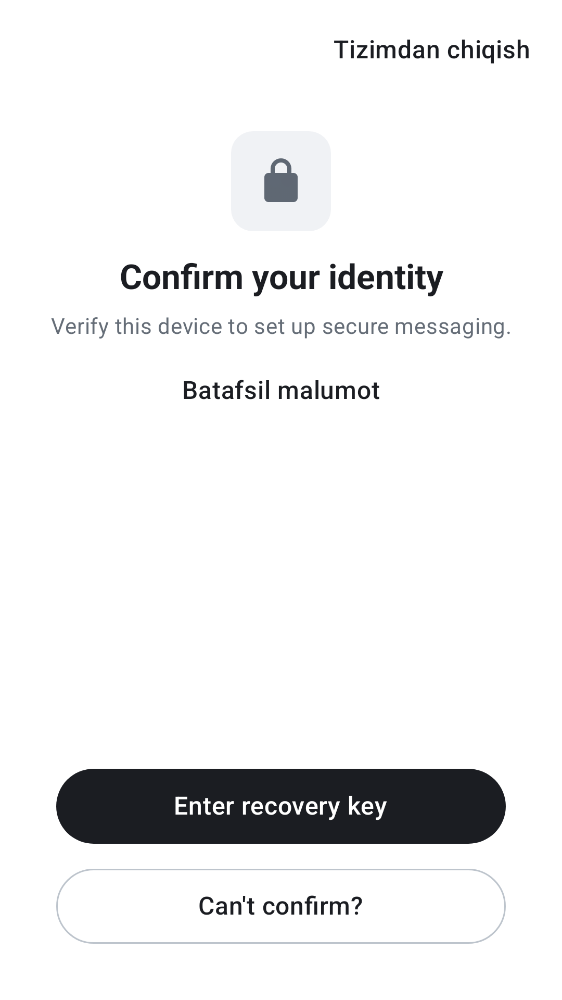 Tizimdan chiqish
Confirm your identity
Verify this device to set up secure messaging.
Batafsil malumot
Enter recovery key
Can't confirm?